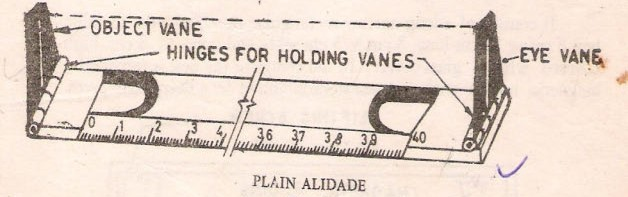 OBJECT VANE
HINGES FOR HOLDING VANES
EYE VANE
0 1 2 3 4 36 37 38 39 40
PLAIN ALIDADE